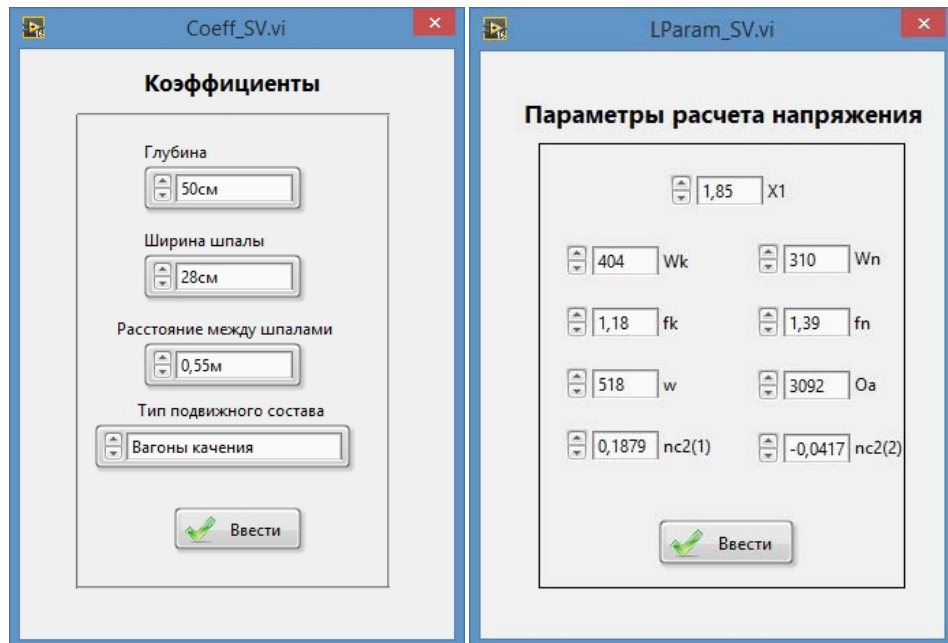 Coeff_SV.vi
Коэффициенты
Глубина
50см
Ширина шпалы
28см
Расстояние между шпалами
0,55м
Тип подвижного состава
Вагоны качения
Ввести
LParam_SV.vi
Параметры расчета напряжения
1,85 X1
404 Wk 310 Wn
1,18 fk 1,39 fn
518 w 3092 Oa
0,1879 nc2(1) -0,0417 nc2(2)
Ввести